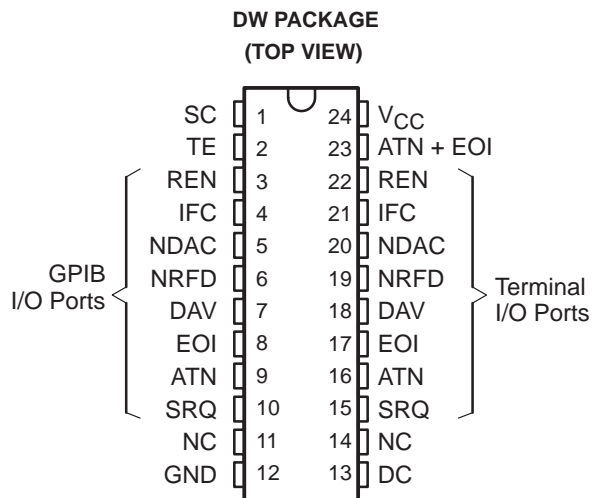 DW PACKAGE
(TOP VIEW)
SC 1 24 VCC
TE 2 23 ATN + EOI
REN 3 22 REN
IFC 4 21 IFC
NDAC 5 20 NDAC
GPIB
I/O Ports
NRFD 6 19 NRFD
Terminal
I/O Ports
DAV 7 18 DAV
EOI 8 17 EOI
ATN 9 16 ATN
SRQ 10 15 SRQ
NC 11 14 NC
GND 12 13 DC